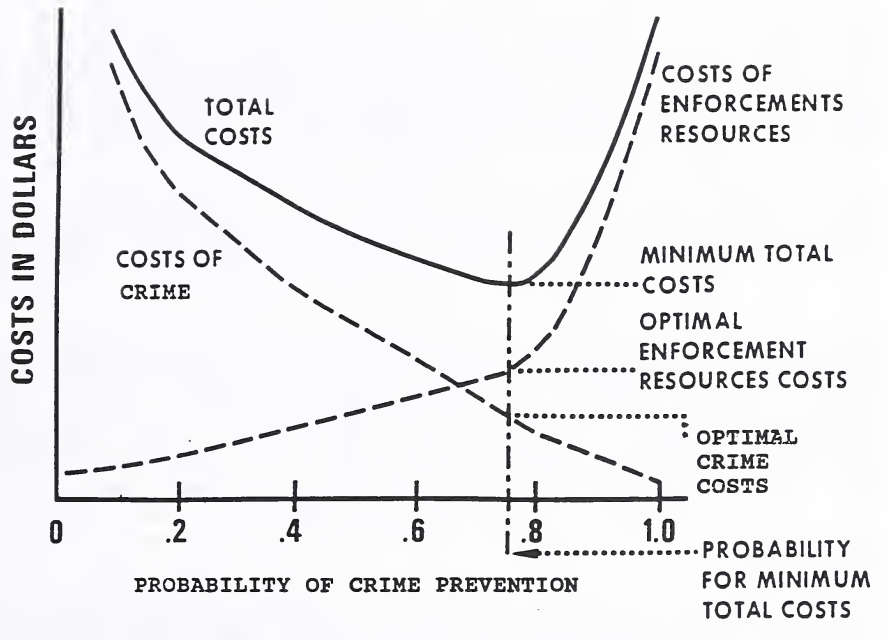 COSTS IN DOLLARS
TOTAL
COSTS
COSTS OF
ENFORCEMENTS
RESOURCES
COSTS OF
CRIME
MINIMUM TOTAL
COSTS
OPTIMAL
ENFORCEMENT
RESOURCES COSTS
OPTIMAL
CRIME
COSTS
0 .2 .4 .6 .8 1.0
PROBABILITY OF CRIME PREVENTION
PROBABILITY
FOR MINIMUM
TOTAL COSTS